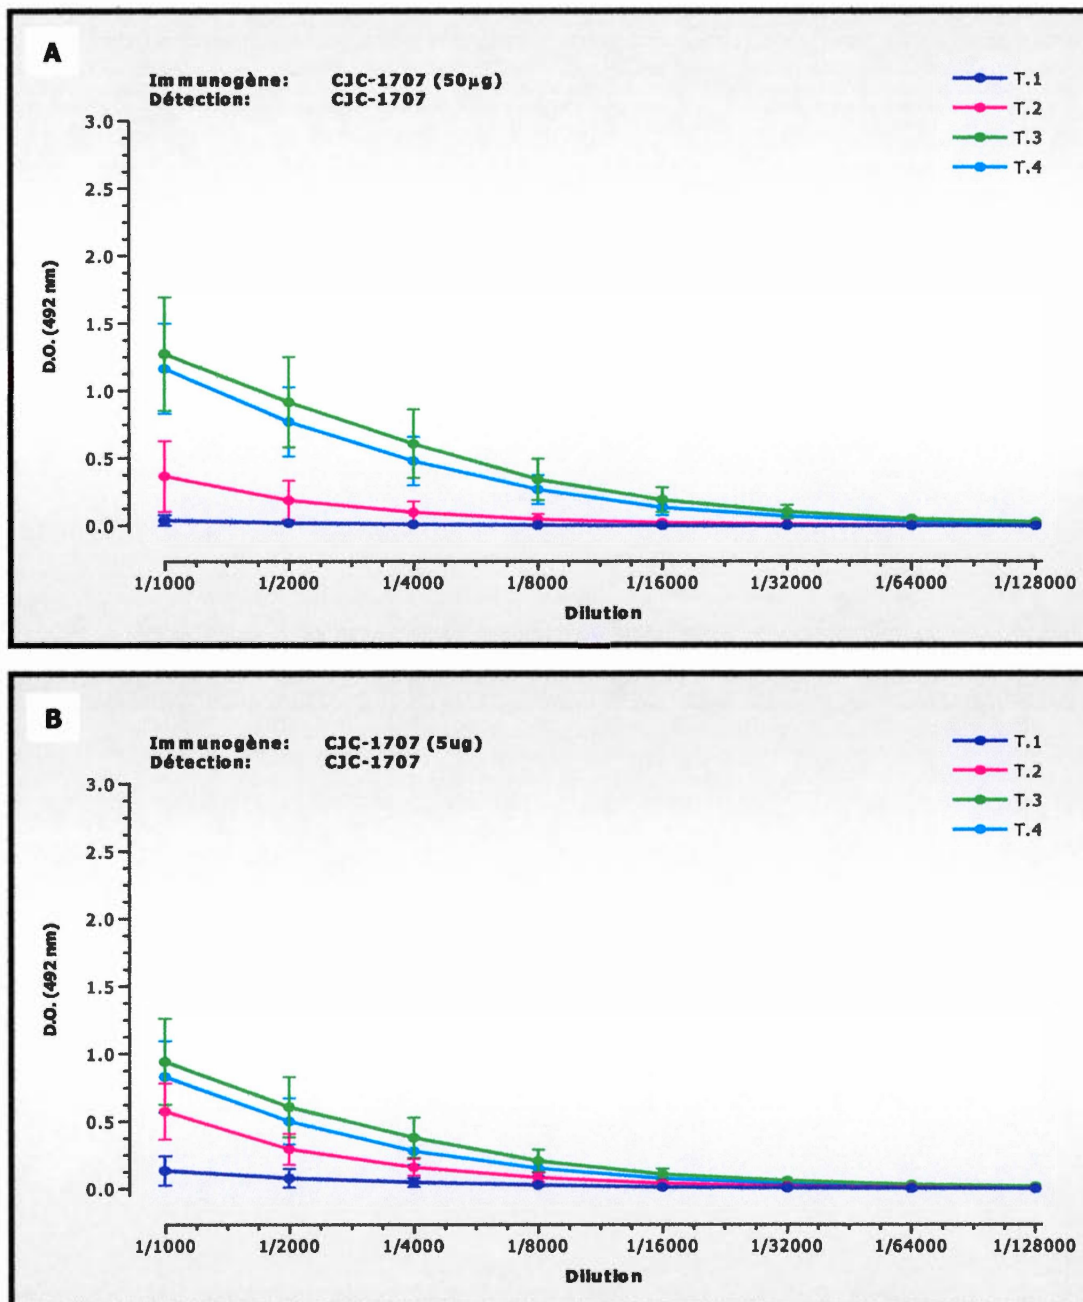 A
Immunogène: CJC-1707 (50μg)
Détection: CJC-1707
T.1
T.2
T.3
T.4
3.0
2.5
2.0
1.5
1.0
0.5
0.0
D.O. (492 nm)
1/1000 1/2000 1/4000 1/8000 1/16000 1/32000 1/64000 1/128000
Dilution
B
Immunogène: CJC-1707 (5ug)
Détection: CJC-1707
T.1
T.2
T.3
T.4
3.0
2.5
2.0
1.5
1.0
0.5
0.0
D.O. (492 nm)
1/1000 1/2000 1/4000 1/8000 1/16000 1/32000 1/64000 1/128000
Dilution